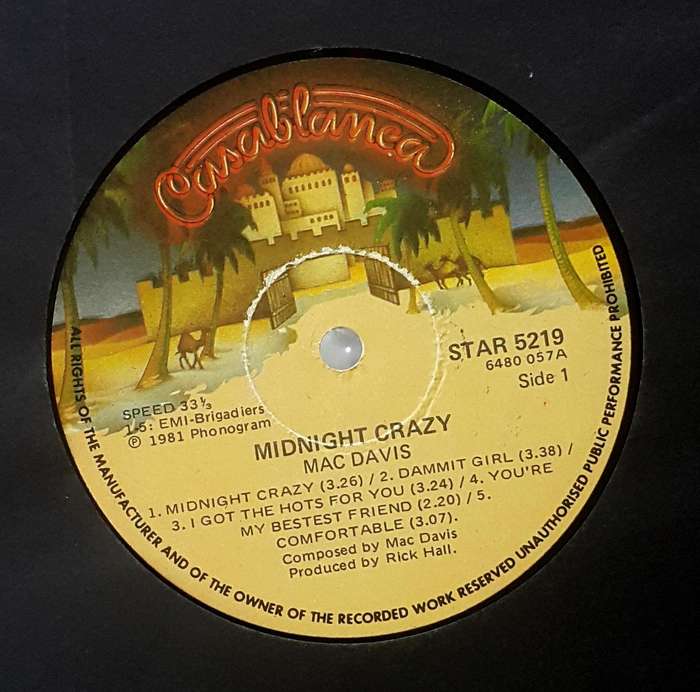 Casablanca
STAR 5219
6480 057A
Side 1
SPEED 33⅓
1-5: EMI-Brigadiers
℗ 1981 Phonogram
MIDNIGHT CRAZY
MAC DAVIS
1. MIDNIGHT CRAZY (3.26) / 2. DAMMIT GIRL (3.38) /
3. I GOT THE HOTS FOR YOU (3.24) / 4. YOU'RE
MY BESTEST FRIEND (2.20) / 5.
COMFORTABLE (3.07).
Composed by Mac Davis
Produced by Rick Hall.
ALL RIGHTS OF THE MANUFACTURER AND OF THE OWNER OF THE RECORDED WORK RESERVED UNAUTHORISED PUBLIC PERFORMANCE PROHIBITED